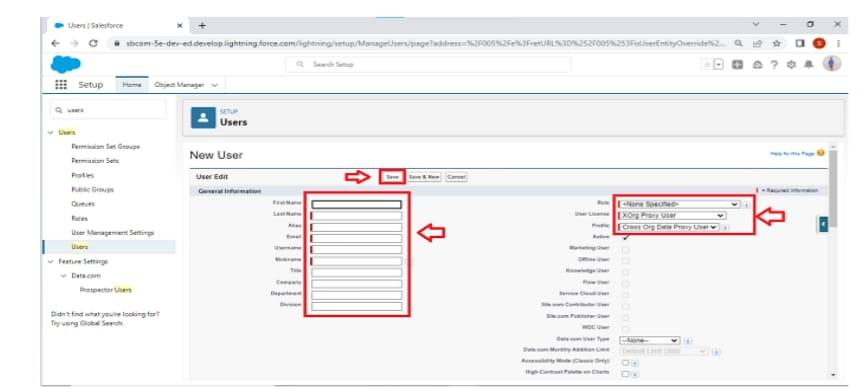 Users | Salesforce
sbcom-5e-dev-ed.develop.lightning.force.com/lightning/setup/ManageUsers/page?address=%2F005%2Fe%3FretURL%3D%252F005%253FisUserEntityOverride%2...
Search Setup
Setup Home Object Manager
users
SETUP
Users
Users
Permission Set Groups
Permission Sets
Profiles
Public Groups
Queues
Roles
User Management Settings
Users
Feature Settings
Data.com
Prospector Users
Didn't find what you're looking for?
Try using Global Search.
New User
Help for this Page
User Edit
Save Save & New Cancel
General Information
= Required Information
First Name
Last Name
Alias
Email
Username
Nickname
Title
Company
Department
Division
Role <None Specified>
User License XOrg Proxy User
Profile Cross Org Data Proxy User
Active
Marketing User
Offline User
Knowledge User
Flow User
Service Cloud User
Site.com Contributor User
Site.com Publisher User
WDC User
Data.com User Type --None--
Data.com Monthly Addition Limit Default Limit (300)
Accessibility Mode (Classic Only)
High-Contrast Palette on Charts